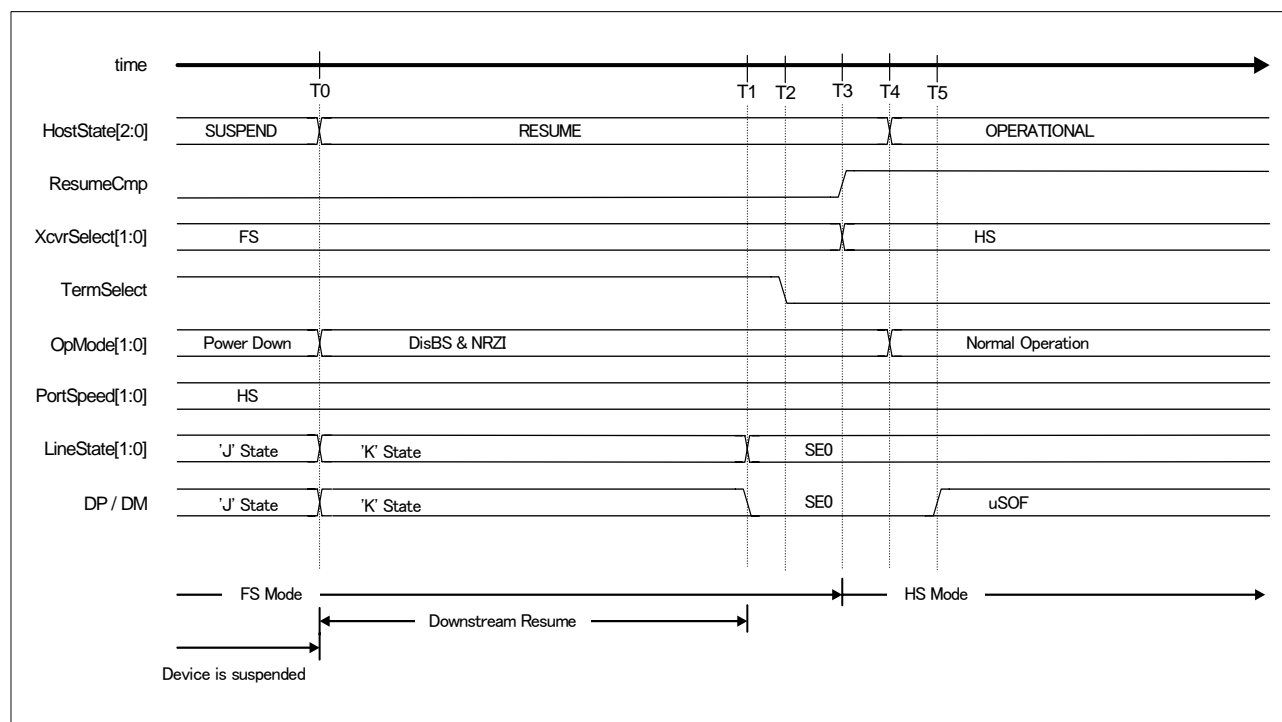 time
T0 T1 T2 T3 T4 T5
HostState[2:0] SUSPEND RESUME OPERATIONAL
ResumeCmp
XcvrSelect[1:0] FS HS
TermSelect
OpMode[1:0] Power Down DisBS & NRZI Normal Operation
PortSpeed[1:0] HS
LineState[1:0] 'J' State 'K' State SE0
DP / DM 'J' State 'K' State SE0 uSOF
FS Mode HS Mode
Downstream Resume
Device is suspended